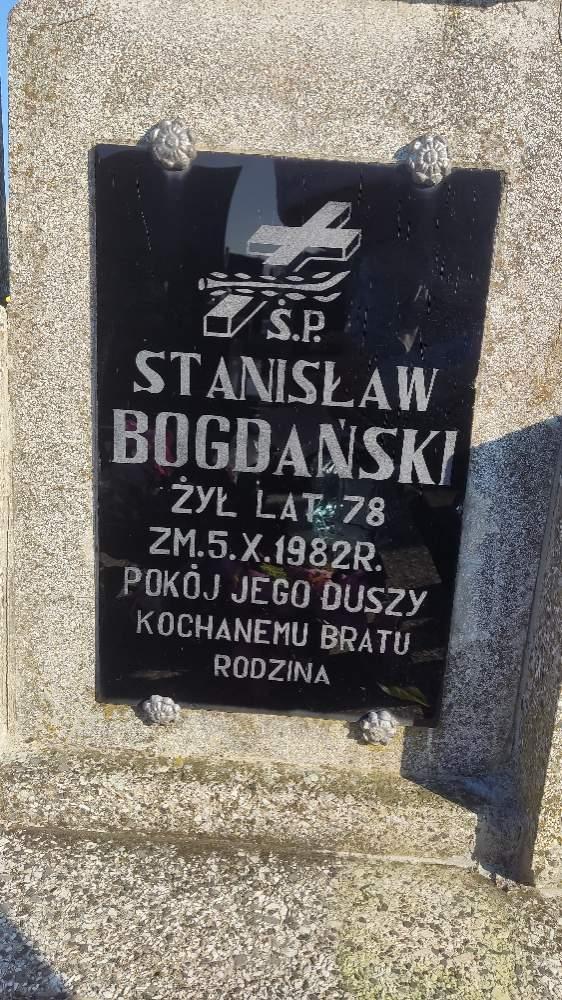 Ś.P.
STANISŁAW
BOGDAŃSKI
ŻYŁ LAT 78
ZM.5.X.1982R.
POKÓJ JEGO DUSZY
KOCHANEMU BRATU
RODZINA